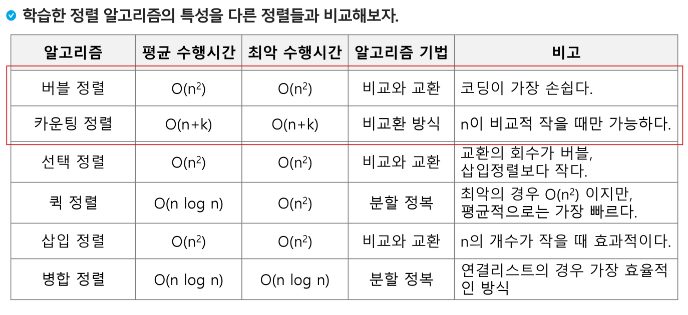 학습한 정렬 알고리즘의 특성을 다른 정렬들과 비교해보자.
알고리즘 평균 수행시간 최악 수행시간 알고리즘 기법 비고
버블 정렬 O(n²) O(n²) 비교와 교환 코딩이 가장 손쉽다.
카운팅 정렬 O(n+k) O(n+k) 비교환 방식 n이 비교적 작을 때만 가능하다.
선택 정렬 O(n²) O(n²) 비교와 교환 교환의 회수가 버블,
삽입정렬보다 작다.
퀵 정렬 O(n log n) O(n²) 분할 정복 최악의 경우 O(n²) 이지만,
평균적으로는 가장 빠르다.
삽입 정렬 O(n²) O(n²) 비교와 교환 n의 개수가 작을 때 효과적이다.
병합 정렬 O(n log n) O(n log n) 분할 정복 연결리스트의 경우 가장 효율적
인 방식